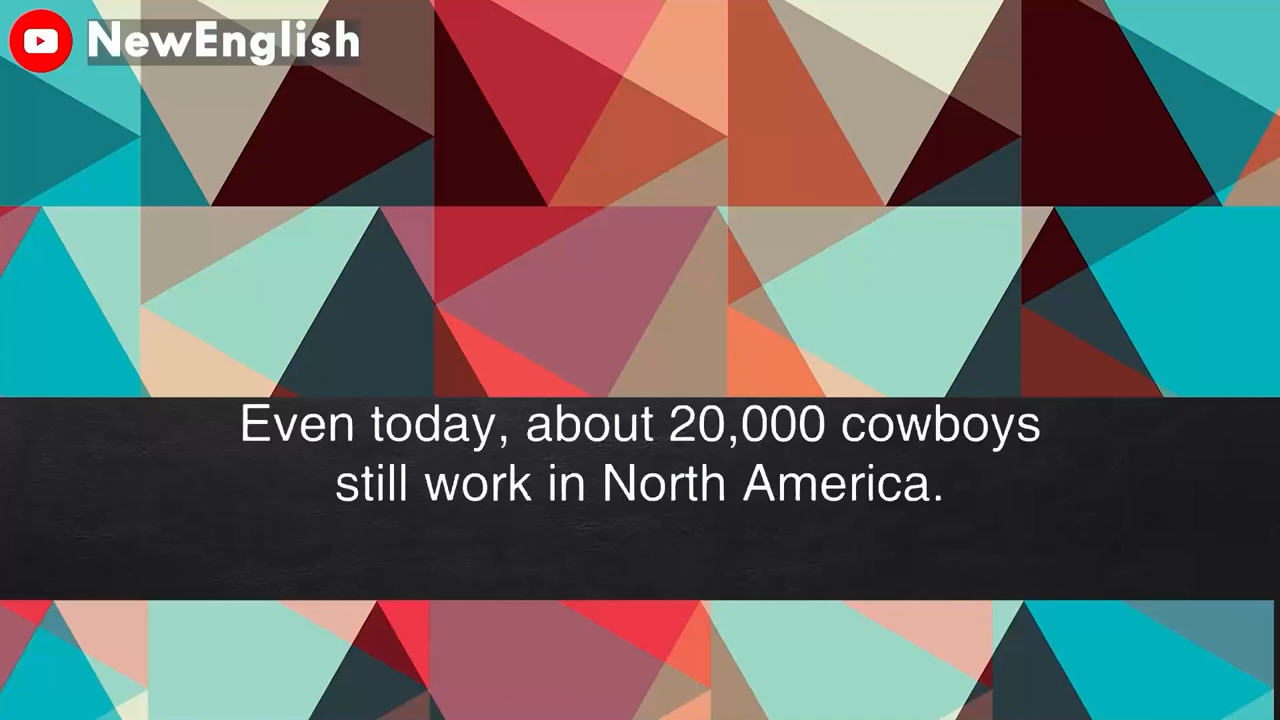 NewEnglish
Even today, about 20,000 cowboys
still work in North America.